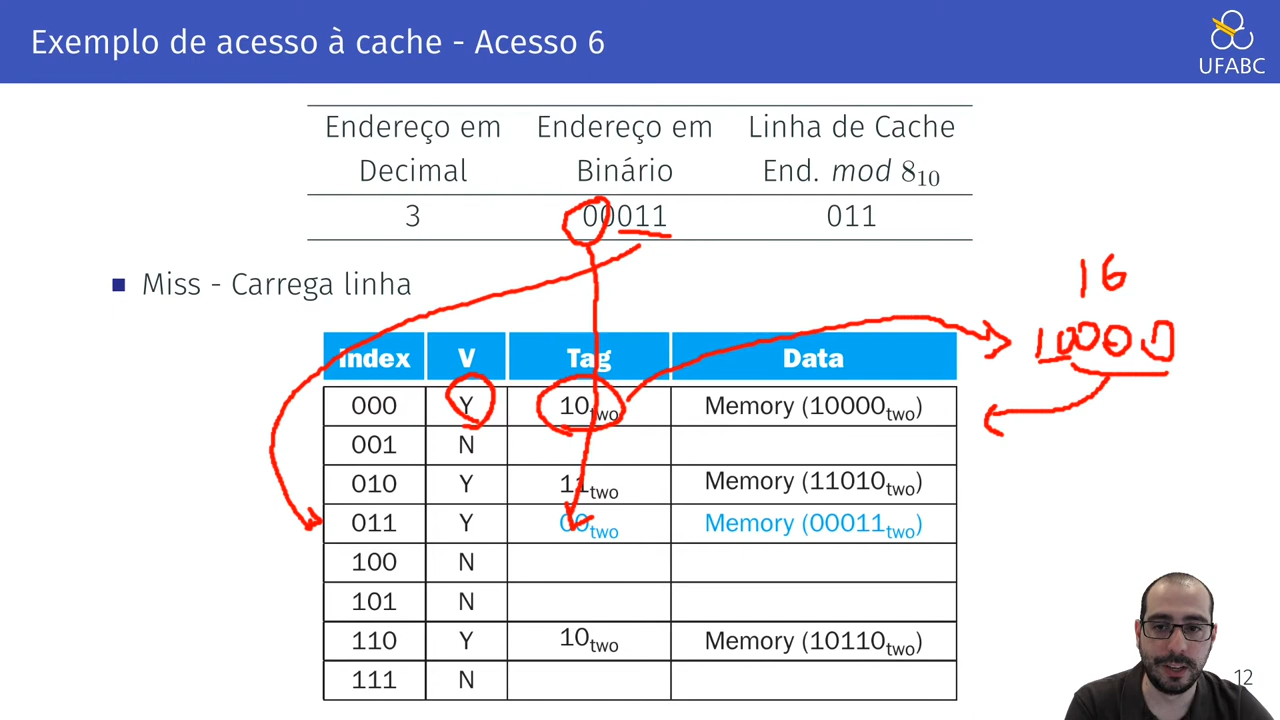 Exemplo de acesso à cache - Acesso 6
UFABC
Endereço em Decimal | Endereço em Binário | Linha de Cache End. mod 8₁₀
3 | 00011 | 011
Miss - Carrega linha
16
10000
Index | V | Tag | Data
000 | Y | 10two | Memory (10000two)
001 | N
010 | Y | 11two | Memory (11010two)
011 | Y | 00two | Memory (00011two)
100 | N
101 | N
110 | Y | 10two | Memory (10110two)
111 | N
12